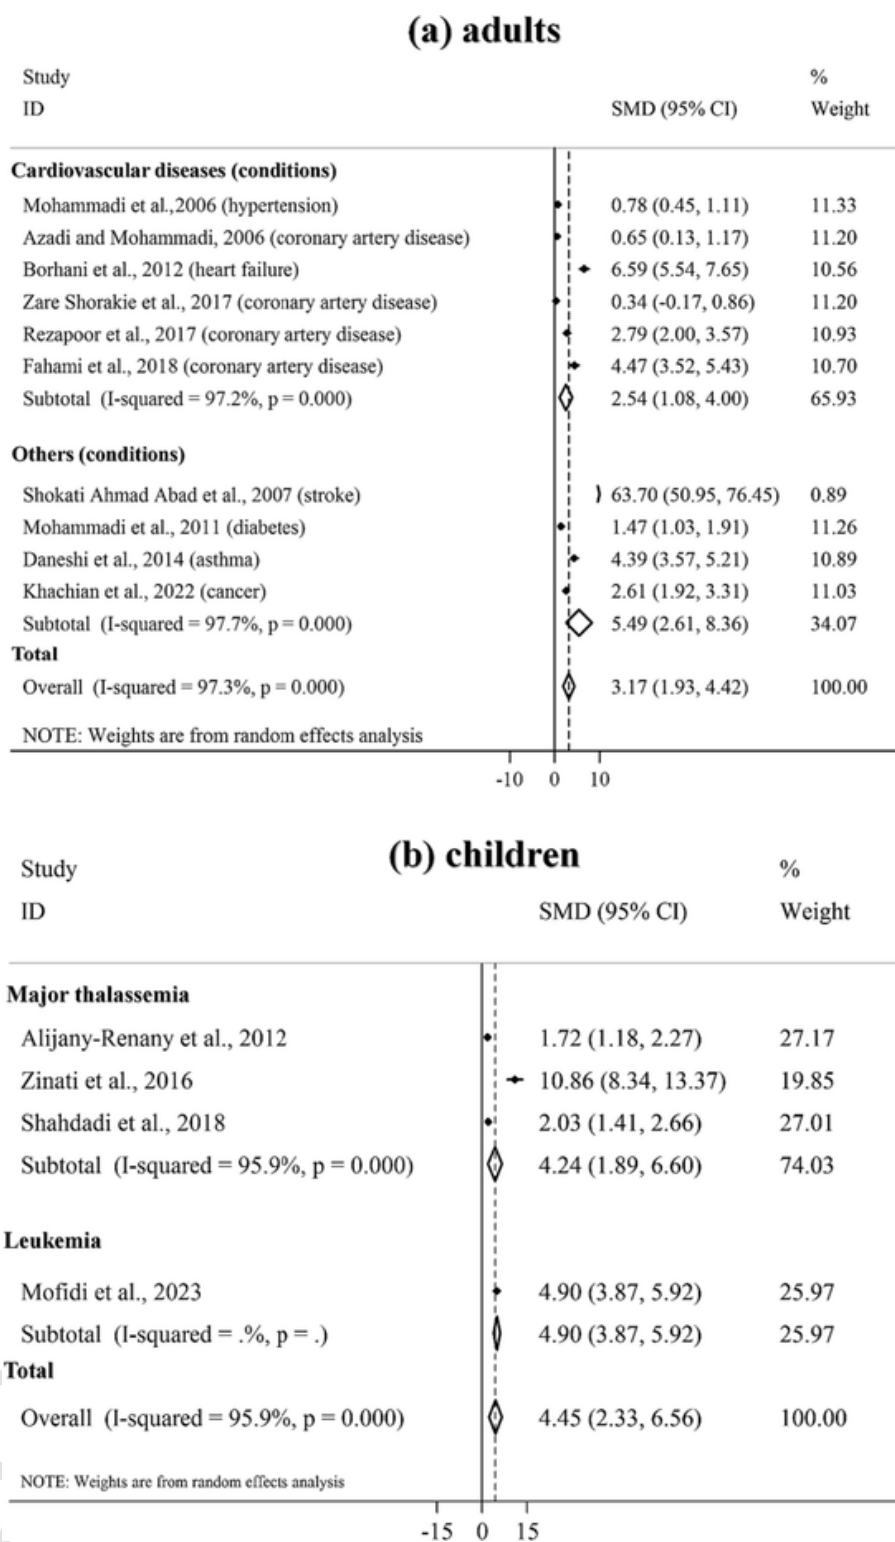 (a) adults
Study %
ID SMD (95% CI) Weight
Cardiovascular diseases (conditions)
Mohammadi et al.,2006 (hypertension) 0.78 (0.45, 1.11) 11.33
Azadi and Mohammadi, 2006 (coronary artery disease) 0.65 (0.13, 1.17) 11.20
Borhani et al., 2012 (heart failure) 6.59 (5.54, 7.65) 10.56
Zare Shorakie et al., 2017 (coronary artery disease) 0.34 (-0.17, 0.86) 11.20
Rezapoor et al., 2017 (coronary artery disease) 2.79 (2.00, 3.57) 10.93
Fahami et al., 2018 (coronary artery disease) 4.47 (3.52, 5.43) 10.70
Subtotal (I-squared = 97.2%, p = 0.000) 2.54 (1.08, 4.00) 65.93
Others (conditions)
Shokati Ahmad Abad et al., 2007 (stroke) 63.70 (50.95, 76.45) 0.89
Mohammadi et al., 2011 (diabetes) 1.47 (1.03, 1.91) 11.26
Daneshi et al., 2014 (asthma) 4.39 (3.57, 5.21) 10.89
Khachian et al., 2022 (cancer) 2.61 (1.92, 3.31) 11.03
Subtotal (I-squared = 97.7%, p = 0.000) 5.49 (2.61, 8.36) 34.07
Total
Overall (I-squared = 97.3%, p = 0.000) 3.17 (1.93, 4.42) 100.00
NOTE: Weights are from random effects analysis
-10 0 10
(b) children
Study %
ID SMD (95% CI) Weight
Major thalassemia
Alijany-Renany et al., 2012 1.72 (1.18, 2.27) 27.17
Zinati et al., 2016 10.86 (8.34, 13.37) 19.85
Shahdadi et al., 2018 2.03 (1.41, 2.66) 27.01
Subtotal (I-squared = 95.9%, p = 0.000) 4.24 (1.89, 6.60) 74.03
Leukemia
Mofidi et al., 2023 4.90 (3.87, 5.92) 25.97
Subtotal (I-squared = .%, p = .) 4.90 (3.87, 5.92) 25.97
Total
Overall (I-squared = 95.9%, p = 0.000) 4.45 (2.33, 6.56) 100.00
NOTE: Weights are from random effects analysis
-15 0 15